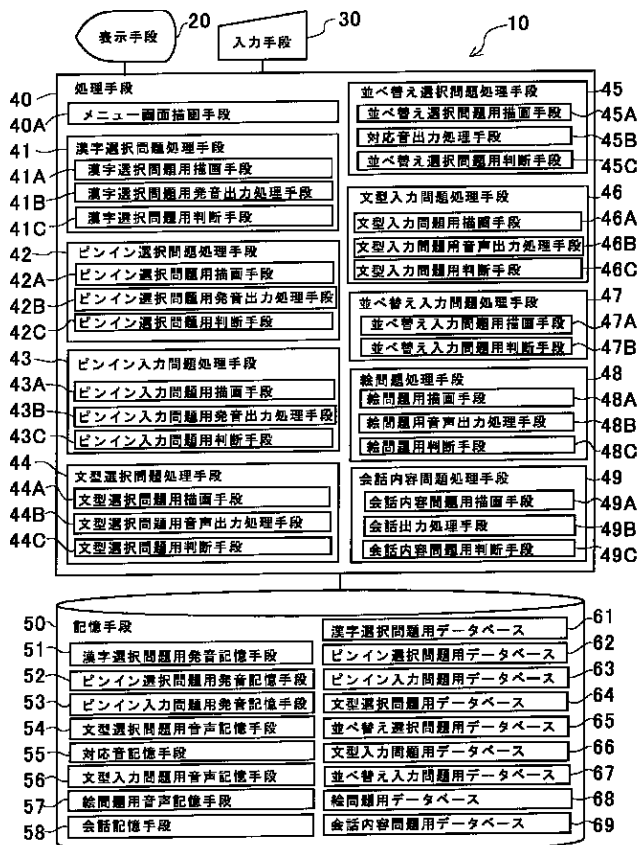 表示手段
20
入力手段
30
10
40
処理手段
40A
メニュー画面描画手段
41
漢字選択問題処理手段
41A
漢字選択問題用描画手段
41B
漢字選択問題用発音出力処理手段
41C
漢字選択問題用判断手段
42
ピンイン選択問題処理手段
42A
ピンイン選択問題用描画手段
42B
ピンイン選択問題用発音出力処理手段
42C
ピンイン選択問題用判断手段
43
ピンイン入力問題処理手段
43A
ピンイン入力問題用描画手段
43B
ピンイン入力問題用発音出力処理手段
43C
ピンイン入力問題用判断手段
44
文型選択問題処理手段
44A
文型選択問題用描画手段
44B
文型選択問題用音声出力処理手段
44C
文型選択問題用判断手段
並べ替え選択問題処理手段
45
並べ替え選択問題用描画手段
45A
対応音出力処理手段
45B
並べ替え選択問題用判断手段
45C
文型入力問題処理手段
46
文型入力問題用描画手段
46A
文型入力問題用音声出力処理手段
46B
文型入力問題用判断手段
46C
並べ替え入力問題処理手段
47
並べ替え入力問題用描画手段
47A
並べ替え入力問題用判断手段
47B
絵問題処理手段
48
絵問題用描画手段
48A
絵問題用音声出力処理手段
48B
絵問題用判断手段
48C
会話内容問題処理手段
49
会話内容問題用描画手段
49A
会話出力処理手段
49B
会話内容問題用判断手段
49C
50
記憶手段
51
漢字選択問題用発音記憶手段
52
ピンイン選択問題用発音記憶手段
53
ピンイン入力問題用発音記憶手段
54
文型選択問題用音声記憶手段
55
対応音記憶手段
56
文型入力問題用音声記憶手段
57
絵問題用音声記憶手段
58
会話記憶手段
漢字選択問題用データベース
61
ピンイン選択問題用データベース
62
ピンイン入力問題用データベース
63
文型選択問題用データベース
64
並べ替え選択問題用データベース
65
文型入力問題用データベース
66
並べ替え入力問題用データベース
67
絵問題用データベース
68
会話内容問題用データベース
69